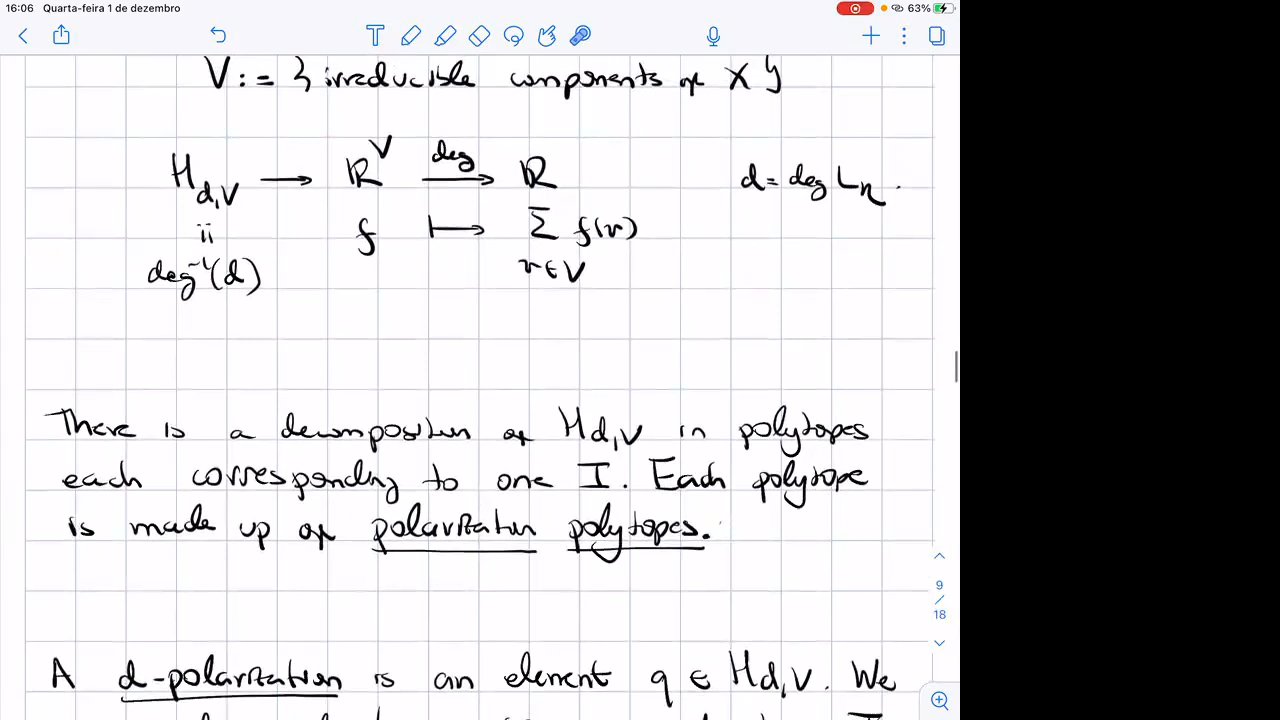 16:06 Quarta-feira 1 de dezembro 63%
V := { irreducible components of X }
H_{d,V} → ℝ^V —deg→ ℝ d = deg L_η.
ıı f ↦ Σ_{v∈V} f(v)
deg⁻¹(d)
There is a decomposition of H_{d,V} in polytopes
each corresponding to one I. Each polytope
is made up of polarization polytopes.
9
/
18
A d-polarization is an element q ∈ H_{d,V}. We